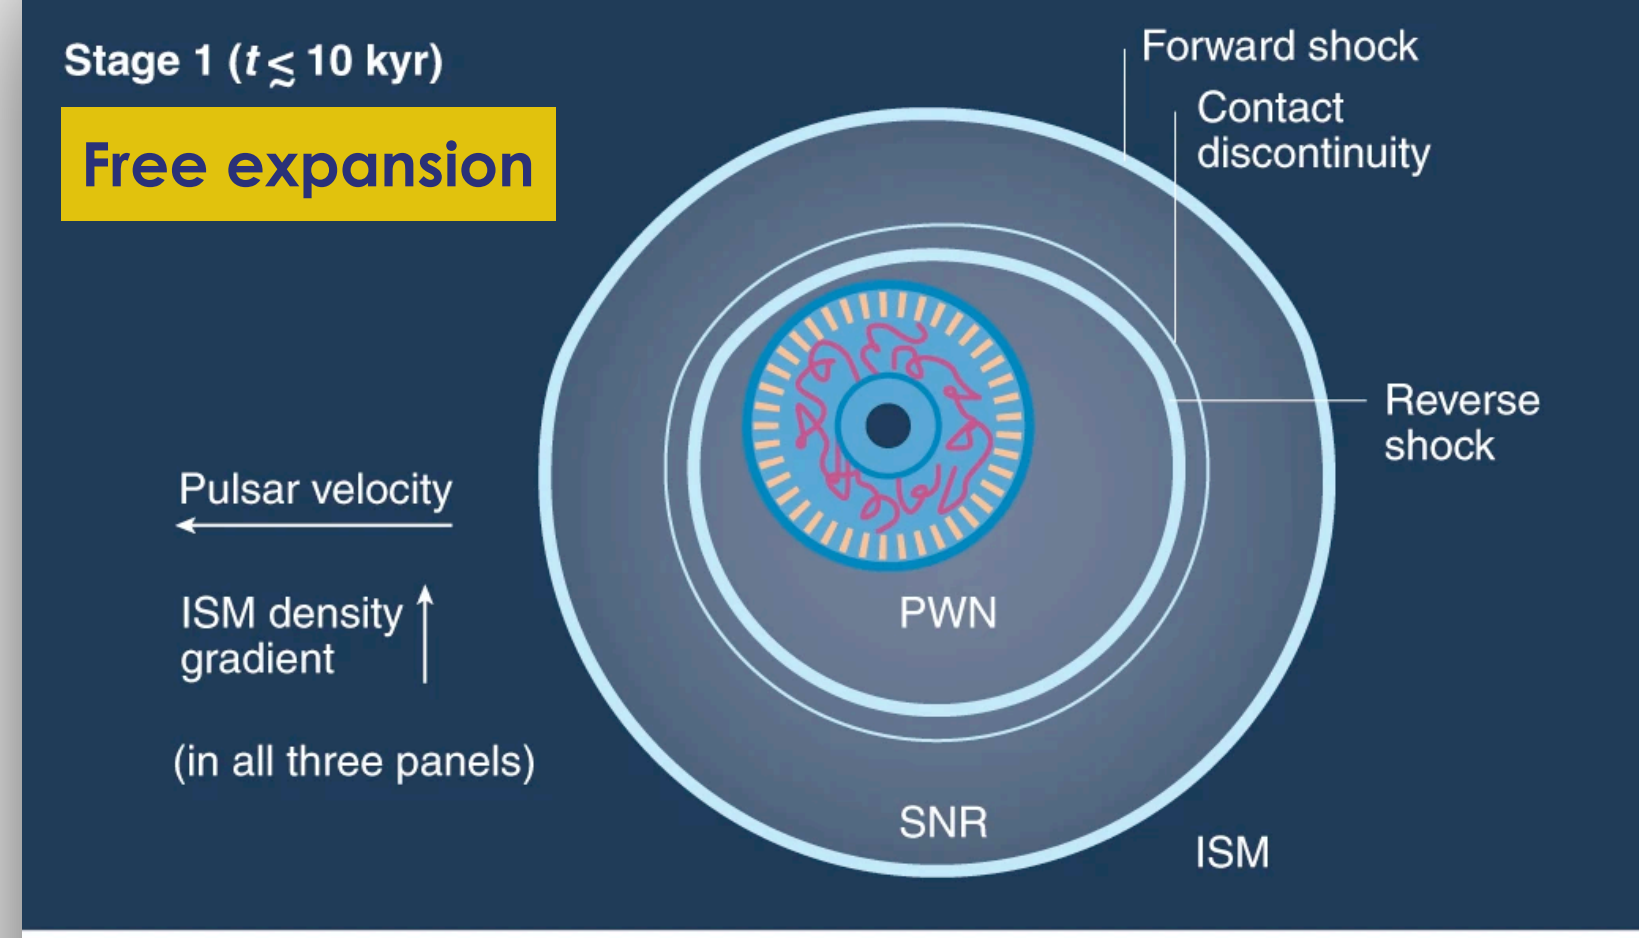 Stage 1 (t ≲ 10 kyr)
Free expansion
Forward shock
Contact
discontinuity
Reverse
shock
Pulsar velocity
ISM density
gradient
(in all three panels)
PWN
SNR
ISM